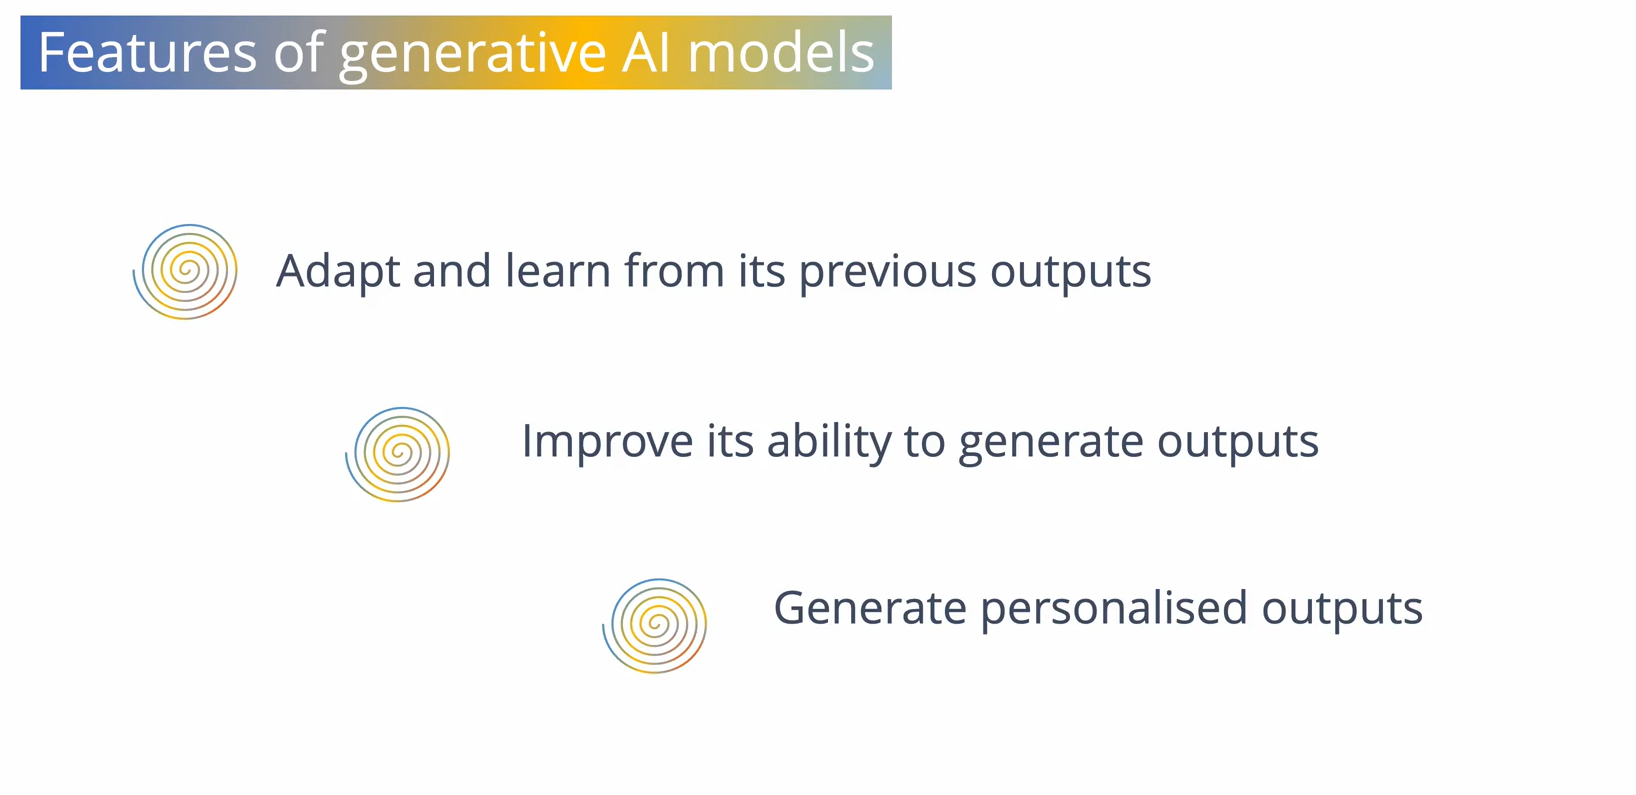 Features of generative AI models
Adapt and learn from its previous outputs
Improve its ability to generate outputs
Generate personalised outputs